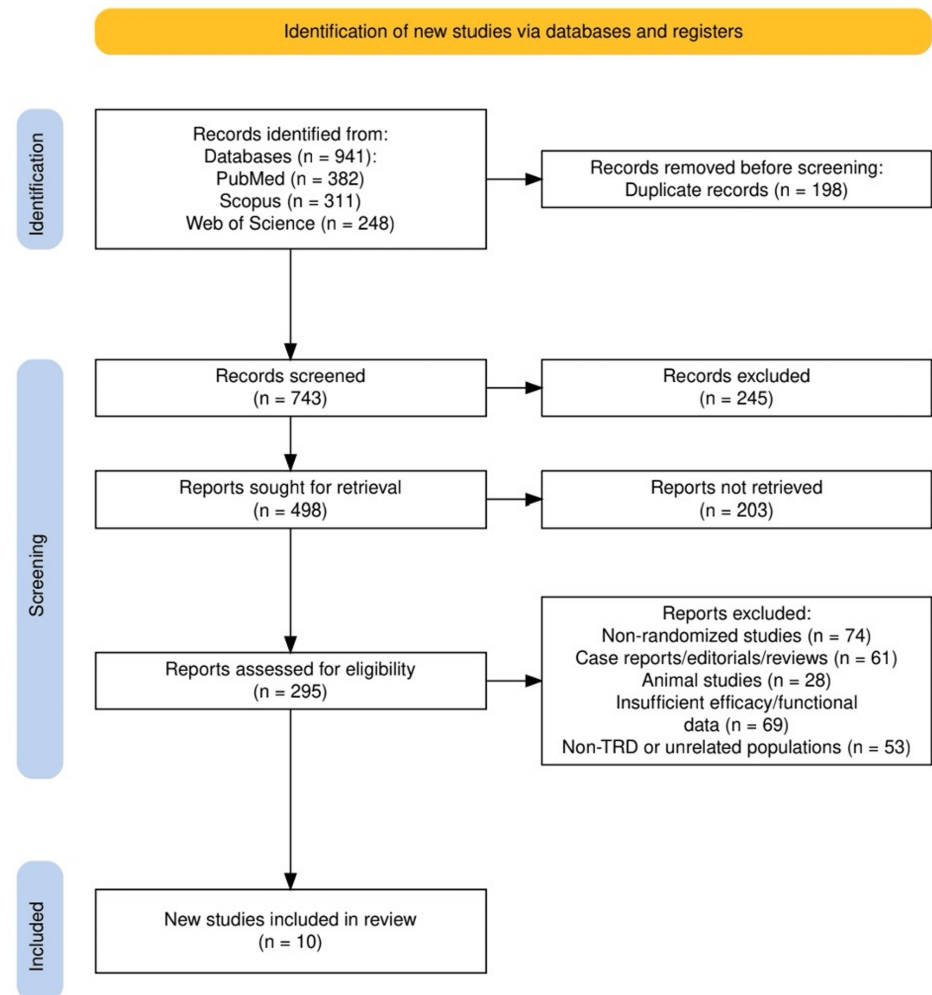 Identification of new studies via databases and registers
Identification
Records identified from:
Databases (n = 941):
PubMed (n = 382)
Scopus (n = 311)
Web of Science (n = 248)
Records removed before screening:
Duplicate records (n = 198)
Screening
Records screened
(n = 743)
Records excluded
(n = 245)
Reports sought for retrieval
(n = 498)
Reports not retrieved
(n = 203)
Reports assessed for eligibility
(n = 295)
Reports excluded:
Non-randomized studies (n = 74)
Case reports/editorials/reviews (n = 61)
Animal studies (n = 28)
Insufficient efficacy/functional
data (n = 69)
Non-TRD or unrelated populations (n = 53)
Included
New studies included in review
(n = 10)